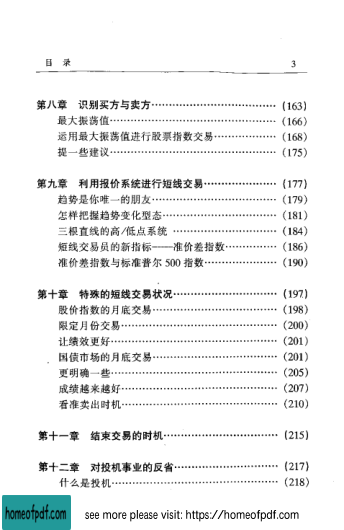 目 录 3
第八章 识别买方与卖方………………………………(163)
最大振荡值……………………………………………(166)
运用最大振荡值进行股票指数交易…………………(168)
提一些建议……………………………………………(175)
第九章 利用报价系统进行短线交易…………………(177)
趋势是你唯一的朋友…………………………………(179)
怎样把握趋势变化型态………………………………(181)
三根直线的高/低点系统 ……………………………(184)
短线交易员的新指标——准价差指数………………(186)
准价差指数与标准普尔 500 指数……………………(190)
第十章 特殊的短线交易状况…………………………(197)
股价指数的月底交易…………………………………(198)
限定月份交易…………………………………………(200)
让绩效更好……………………………………………(201)
国债市场的月底交易…………………………………(201)
更明确一些……………………………………………(205)
成绩越来越好…………………………………………(207)
看准卖出时机…………………………………………(210)
第十一章 结束交易的时机……………………………(215)
第十二章 对投机事业的反省…………………………(217)
什么是投机……………………………………………(218)
homeofpdf.com see more please visit: https://homeofpdf.com